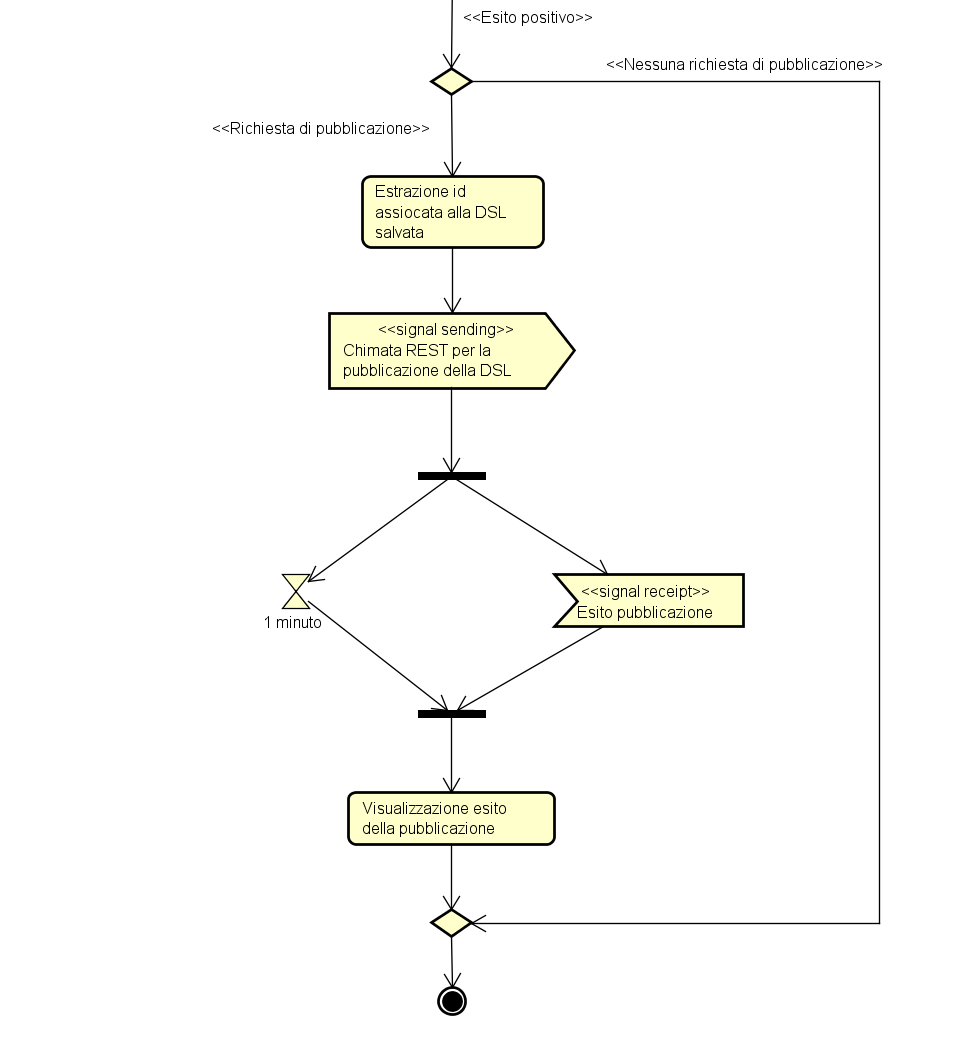 <<Esito positivo>>
<<Nessuna richiesta di pubblicazione>>
<<Richiesta di pubblicazione>>
Estrazione id
assiocata alla DSL
salvata
<<signal sending>>
Chimata REST per la
pubblicazione della DSL
<<signal receipt>>
Esito pubblicazione
1 minuto
Visualizzazione esito
della pubblicazione